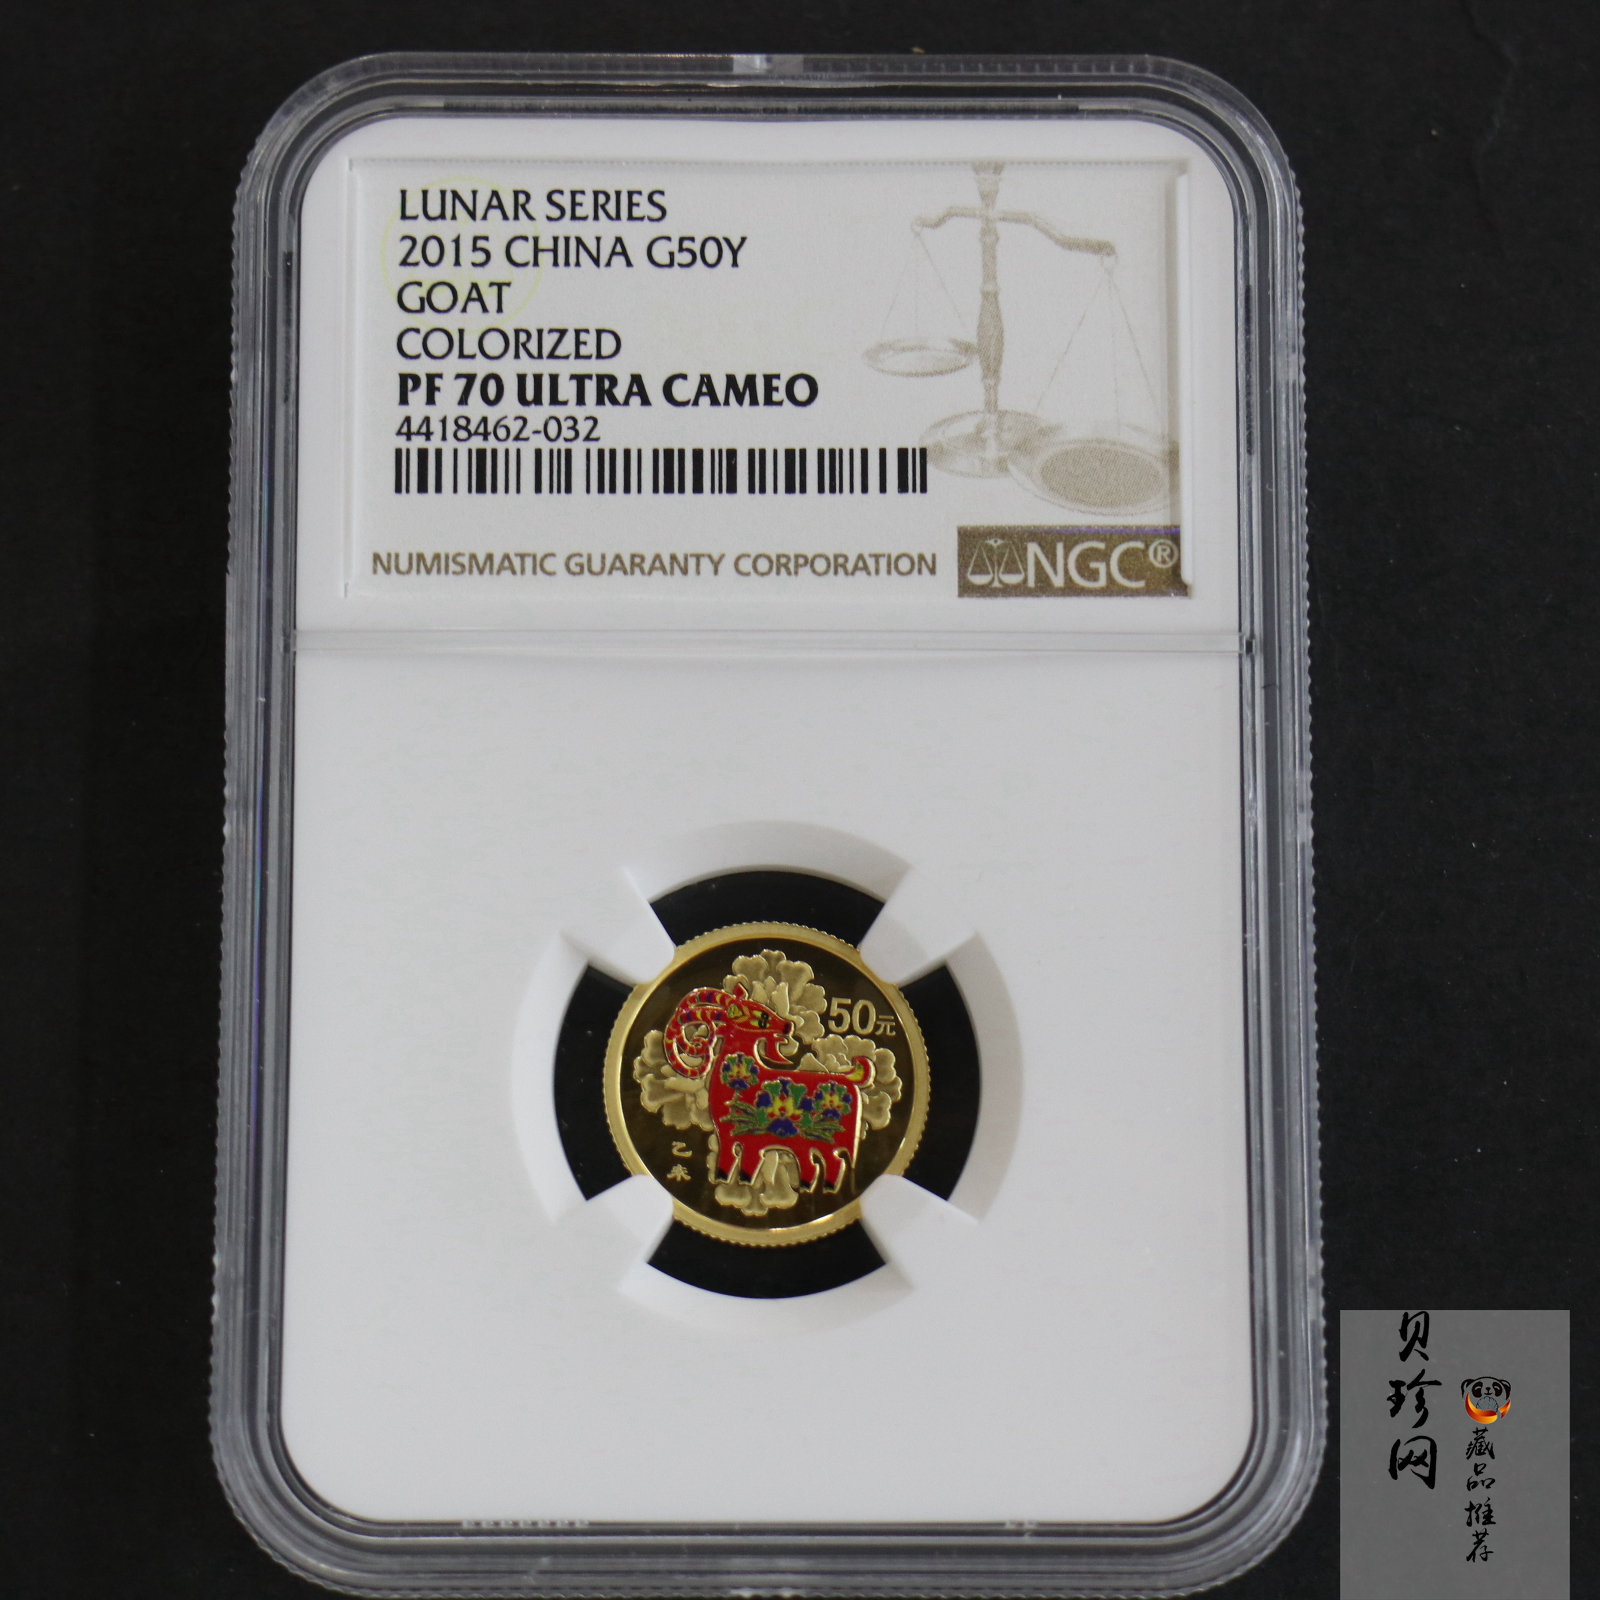 LUNAR SERIES
2015 CHINA G50Y
GOAT
COLORIZED
PF 70 ULTRA CAMEO
4418462-032
NUMISMATIC GUARANTY CORPORATION
NGC®
50元
乙未
贝珍网
藏品推荐